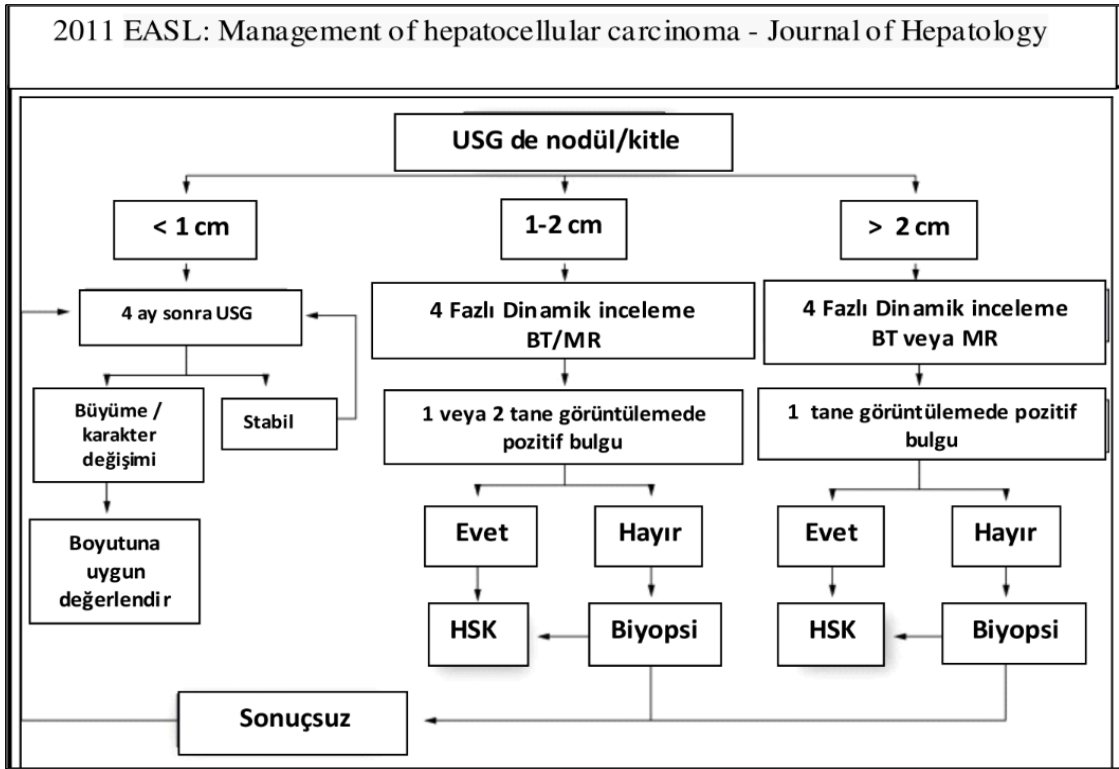 2011 EASL: Management of hepatocellular carcinoma - Journal of Hepatology
USG de nodül/kitle
< 1 cm
1-2 cm
> 2 cm
4 ay sonra USG
4 Fazlı Dinamik inceleme
BT/MR
4 Fazlı Dinamik inceleme
BT veya MR
Büyüme /
karakter
değişimi
Stabil
1 veya 2 tane görüntülemede
pozitif bulgu
1 tane görüntülemede pozitif
bulgu
Boyutuna
uygun
değerlendir
Evet
Hayır
Evet
Hayır
HSK
Biyopsi
HSK
Biyopsi
Sonuçsuz